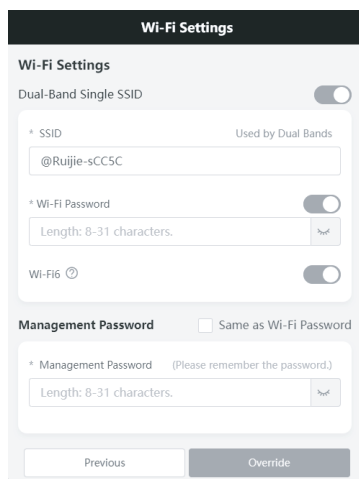 Wi-Fi Settings
Wi-Fi Settings
Dual-Band Single SSID
* SSID Used by Dual Bands
@Ruijie-sCC5C
* Wi-Fi Password
Length: 8-31 characters.
Wi-Fi6 ?
Management Password Same as Wi-Fi Password
* Management Password (Please remember the password.)
Length: 8-31 characters.
Previous Override